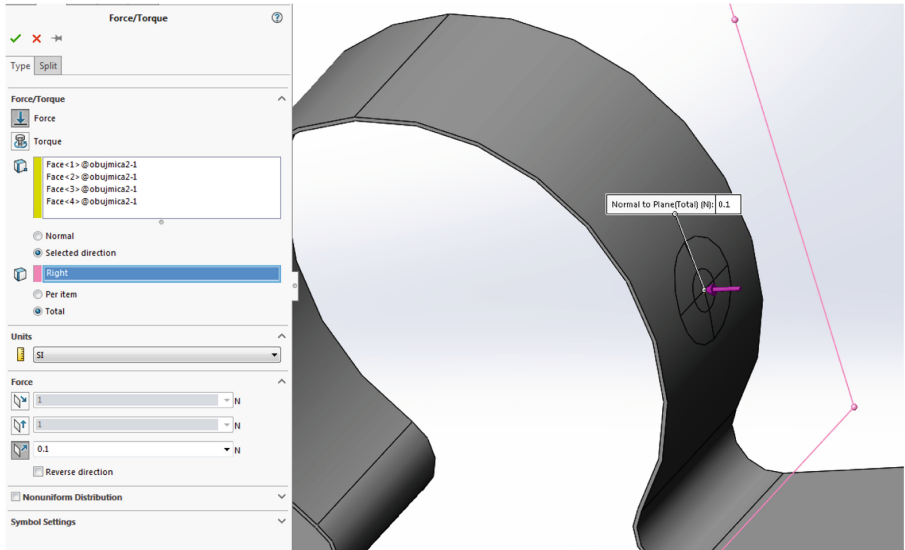 Force/Torque
Type Split
Force/Torque
Force
Torque
Face<1>@obujmica2-1
Face<2>@obujmica2-1
Face<3>@obujmica2-1
Face<4>@obujmica2-1
Normal
Selected direction
Right
Per item
Total
Units
SI
Force
1 N
1 N
0.1 N
Reverse direction
Nonuniform Distribution
Symbol Settings
Normal to Plane(Total) (N): 0.1